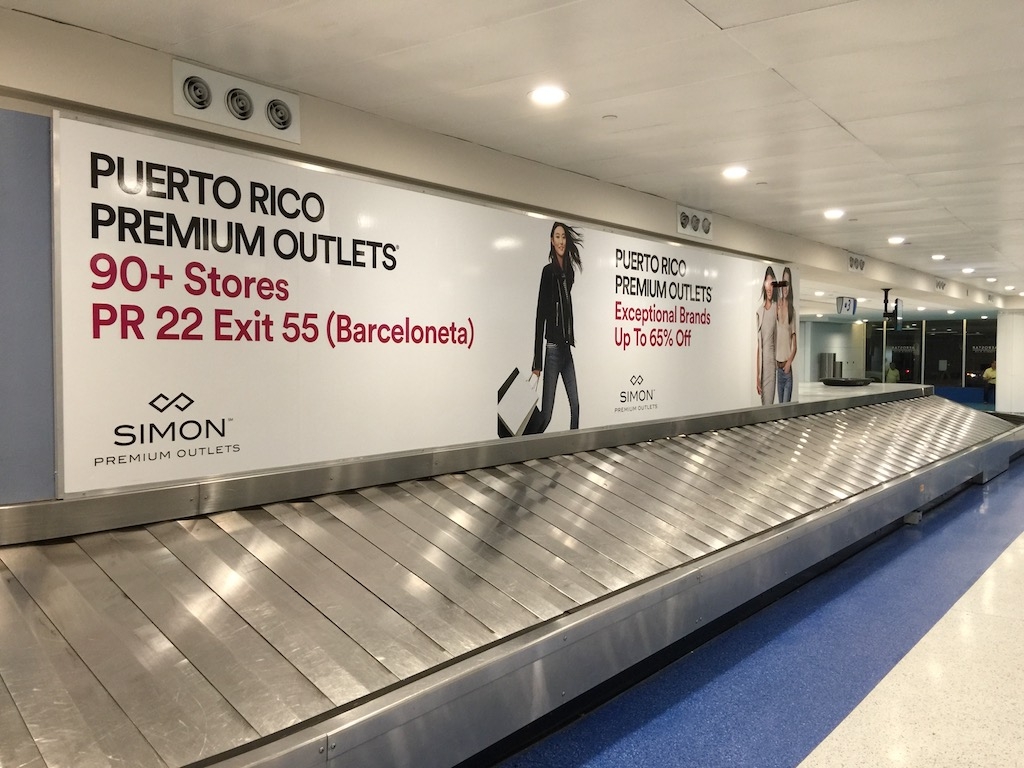 PUERTO RICO
PREMIUM OUTLETS®
90+ Stores
PR 22 Exit 55 (Barceloneta)
SIMON™
PREMIUM OUTLETS
PUERTO RICO
PREMIUM OUTLETS
Exceptional Brands
Up To 65% Off
SIMON™
PREMIUM OUTLETS